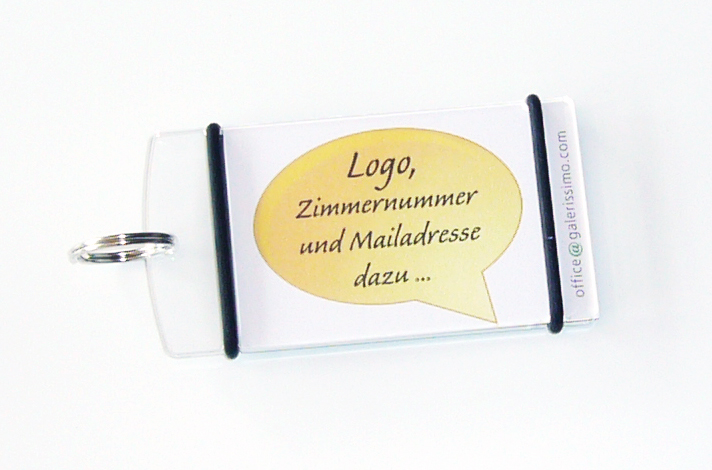 Logo,
Zimmernummer
und Mailadresse
dazu ...
office@galerissimo.com